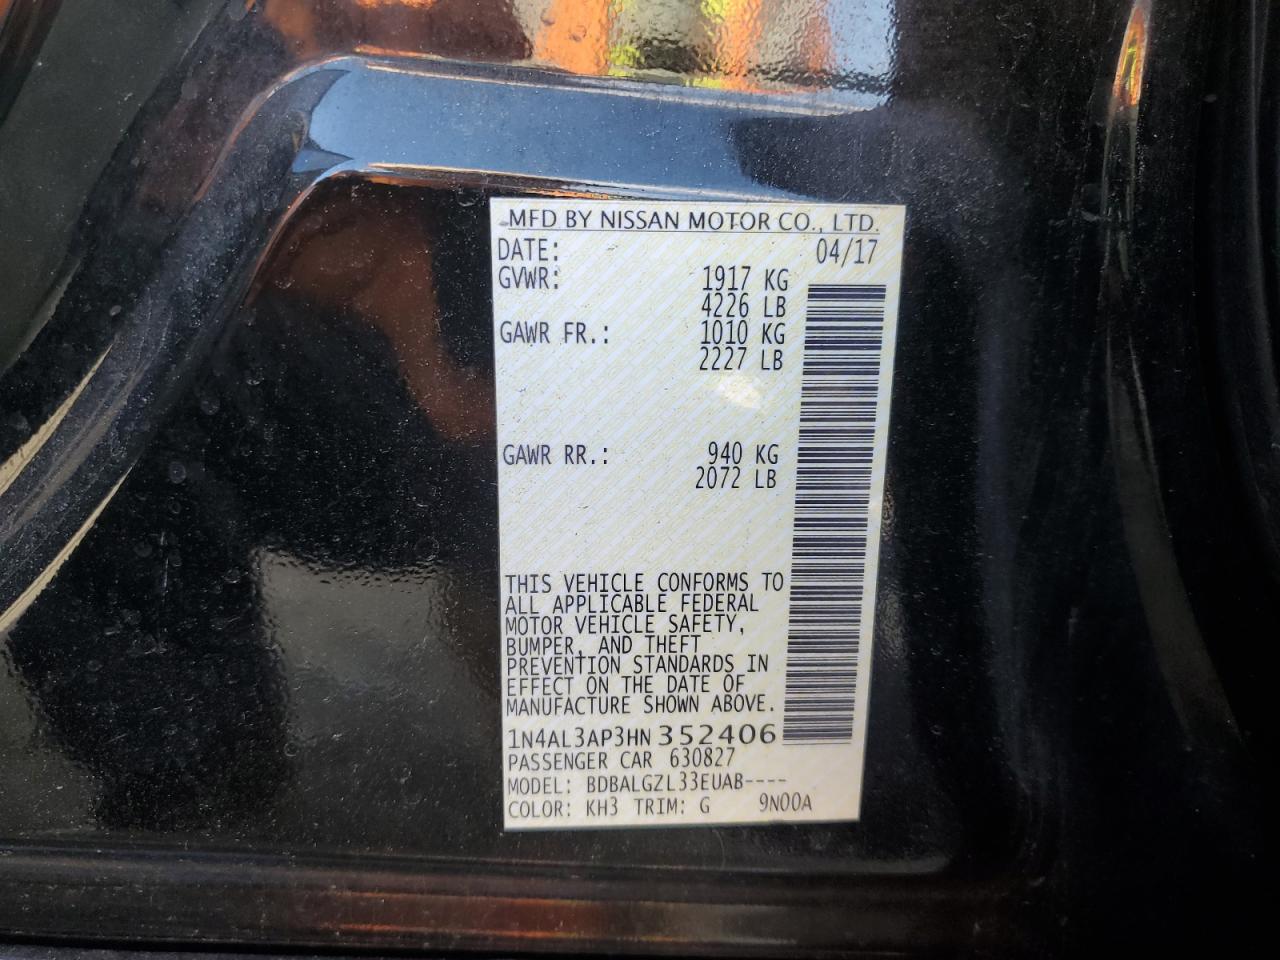 MFD BY NISSAN MOTOR CO., LTD.
DATE: 04/17
GVWR: 1917 KG
4226 LB
GAWR FR.: 1010 KG
2227 LB
GAWR RR.: 940 KG
2072 LB
THIS VEHICLE CONFORMS TO
ALL APPLICABLE FEDERAL
MOTOR VEHICLE SAFETY,
BUMPER, AND THEFT
PREVENTION STANDARDS IN
EFFECT ON THE DATE OF
MANUFACTURE SHOWN ABOVE.
1N4AL3AP3HN352406
PASSENGER CAR 630827
MODEL: BDBALGZL33EUAB----
COLOR: KH3 TRIM: G 9N00A